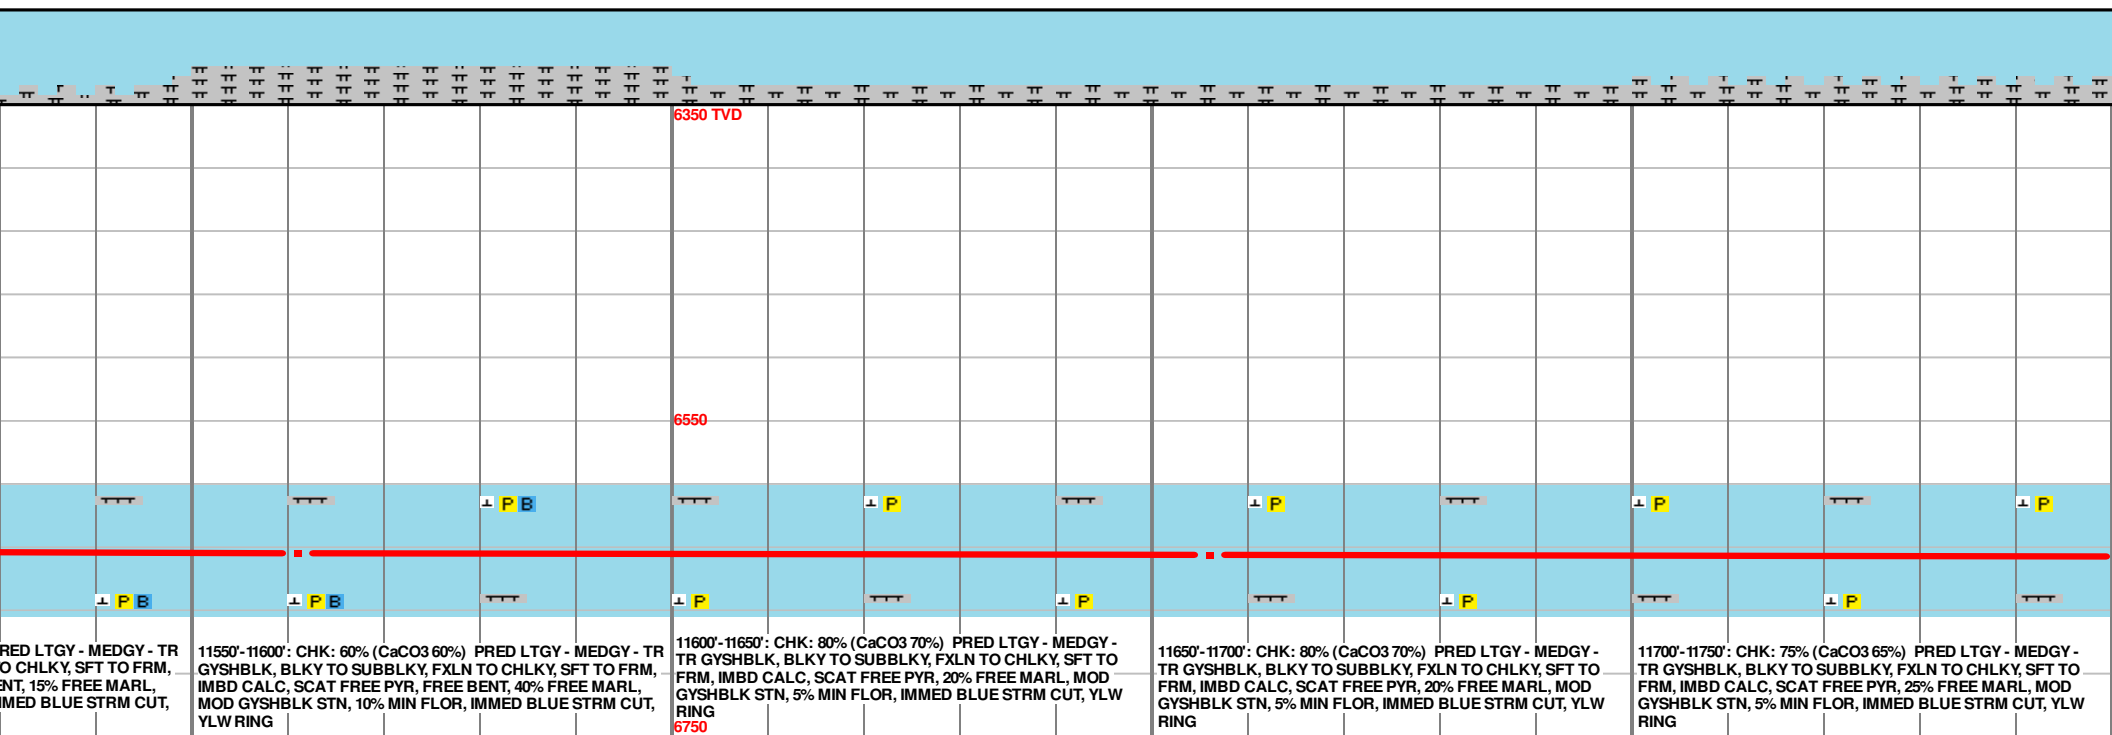 6350 TVD
6550
P B
P
P
P
P
P B
P B
P
P
P
P
RED LTGY - MEDGY - TR
O CHLKY, SFT TO FRM,
ENT, 15% FREE MARL,
MMED BLUE STRM CUT,
11550'-11600': CHK: 60% (CaCO3 60%) PRED LTGY - MEDGY - TR
GYSHBLK, BLKY TO SUBBLKY, FXLN TO CHLKY, SFT TO FRM,
IMBD CALC, SCAT FREE PYR, FREE BENT, 40% FREE MARL,
MOD GYSHBLK STN, 10% MIN FLOR, IMMED BLUE STRM CUT,
YLW RING
11600'-11650': CHK: 80% (CaCO3 70%) PRED LTGY - MEDGY -
TR GYSHBLK, BLKY TO SUBBLKY, FXLN TO CHLKY, SFT TO
FRM, IMBD CALC, SCAT FREE PYR, 20% FREE MARL, MOD
GYSHBLK STN, 5% MIN FLOR, IMMED BLUE STRM CUT, YLW
RING
6750
11650'-11700': CHK: 80% (CaCO3 70%) PRED LTGY - MEDGY -
TR GYSHBLK, BLKY TO SUBBLKY, FXLN TO CHLKY, SFT TO
FRM, IMBD CALC, SCAT FREE PYR, 20% FREE MARL, MOD
GYSHBLK STN, 5% MIN FLOR, IMMED BLUE STRM CUT, YLW
RING
11700'-11750': CHK: 75% (CaCO3 65%) PRED LTGY - MEDGY -
TR GYSHBLK, BLKY TO SUBBLKY, FXLN TO CHLKY, SFT TO
FRM, IMBD CALC, SCAT FREE PYR, 25% FREE MARL, MOD
GYSHBLK STN, 5% MIN FLOR, IMMED BLUE STRM CUT, YLW
RING